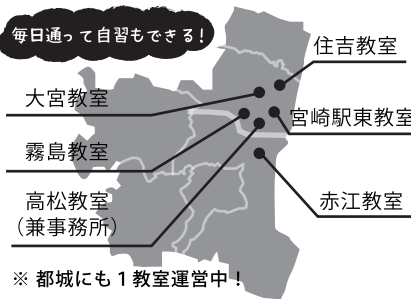 毎日通って自習もできる!
住吉教室
大宮教室
宮崎駅東教室
霧島教室
高松教室
(兼事務所)
赤江教室
※ 都城にも1教室運営中!